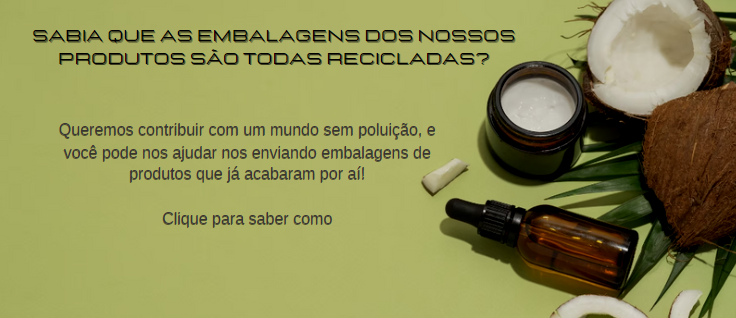 SABIA QUE AS EMBALAGENS DOS NOSSOS
PRODUTOS SÃO TODAS RECICLADAS?
Queremos contribuir com um mundo sem poluição, e
você pode nos ajudar nos enviando embalagens de
produtos que já acabaram por aí!
Clique para saber como